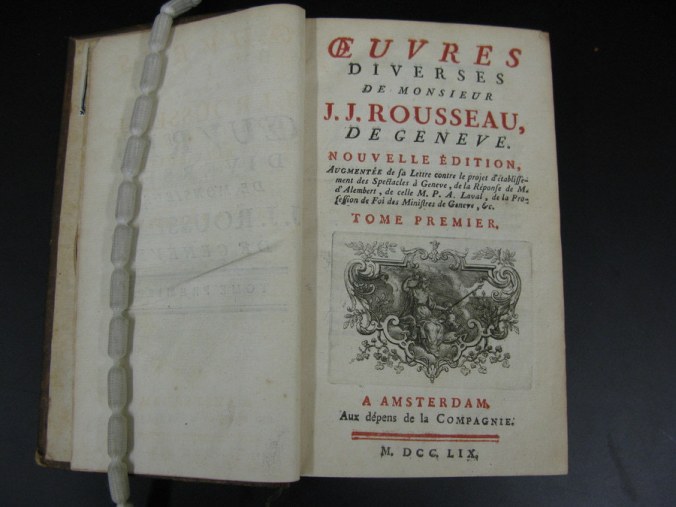 ŒUVRES
DIVERSES
DE MONSIEUR
J. J. ROUSSEAU,
DE GENEVE.
NOUVELLE ÉDITION,
AUGMENTÉE de ſa Lettre contre le projet d'établiſſe-
ment des Spectacles à Geneve, de la Réponſe de M.
d'Alembert, de celle M. P. A. Laval, de la Pro-
feſſion de Foi des Miniſtres de Geneve, &c.
TOME PREMIER.
A AMSTERDAM,
Aux dépens de la COMPAGNIE.
M. DCC. LIX.